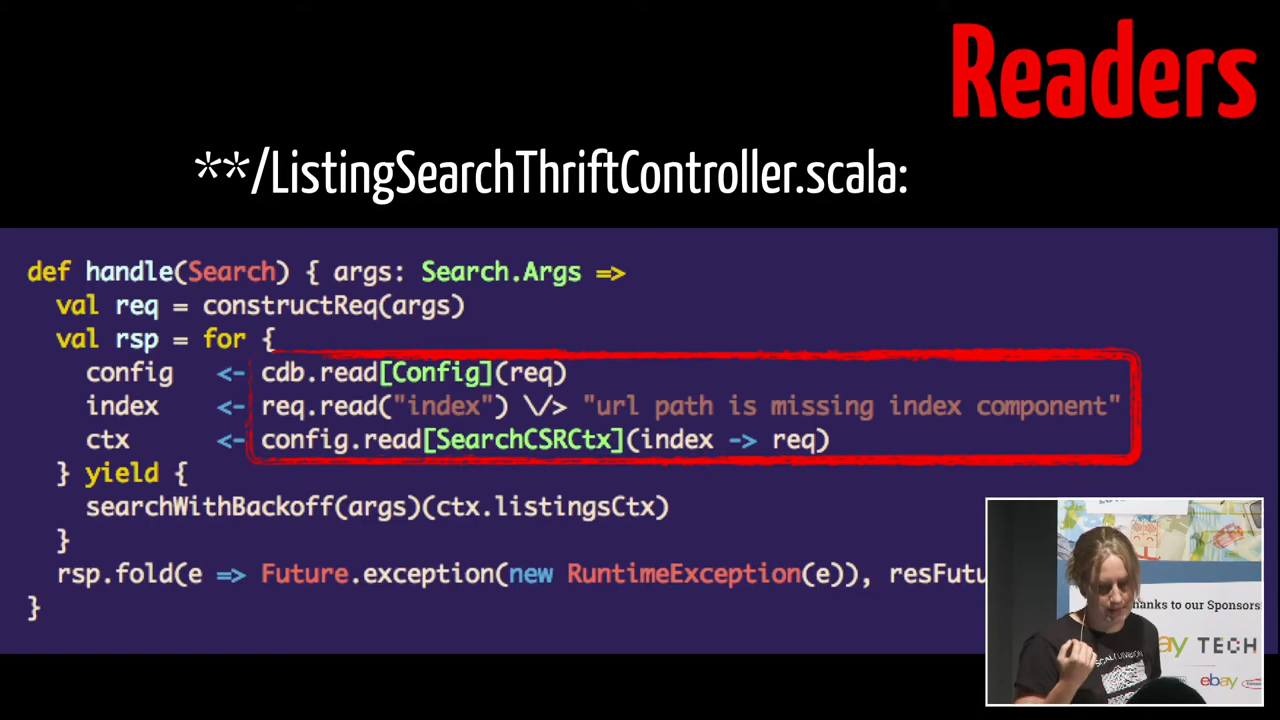 Readers
**/ListingSearchThriftController.scala:
def handle(Search) { args: Search.Args =>
val req = constructReq(args)
val rsp = for {
config <- cdb.read[Config](req)
index <- req.read("index") \/> "url path is missing index component"
ctx <- config.read[SearchCSRCtx](index -> req)
} yield {
searchWithBackoff(args)(ctx.listingsCtx)
}
rsp.fold(e => Future.exception(new RuntimeException(e)), resFutu
}
hanks to our Sponsors
ay TECH
ebay
SCALA DIVISION